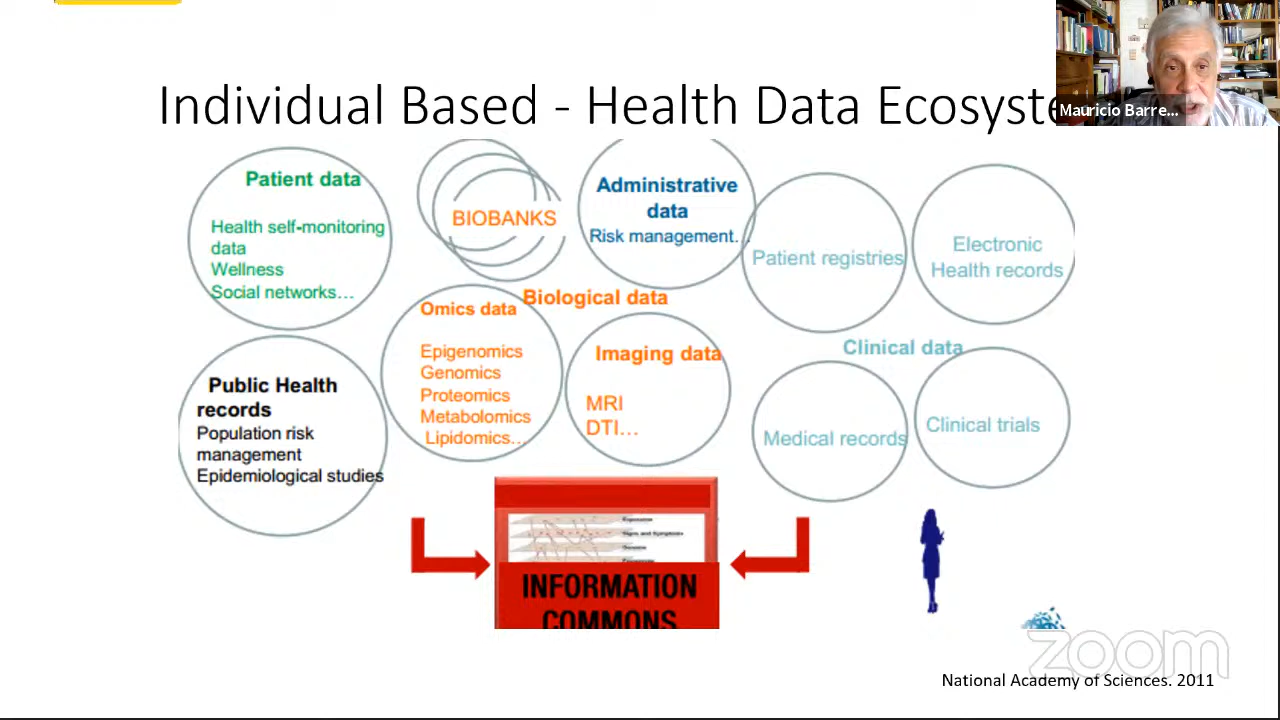 Individual Based - Health Data Ecosyste
Mauricio Barre...
Patient data
Health self-monitoring
data
Wellness
Social networks…
BIOBANKS
Administrative
data
Risk management…
Patient registries
Electronic
Health records
Biological data
Omics data
Epigenomics
Genomics
Proteomics
Metabolomics
Lipidomics…
Imaging data
MRI
DTI…
Clinical data
Public Health
records
Population risk
management
Epidemiological studies
Medical records
Clinical trials
Signs and Symptoms
INFORMATION
COMMONS
zoom
National Academy of Sciences. 2011